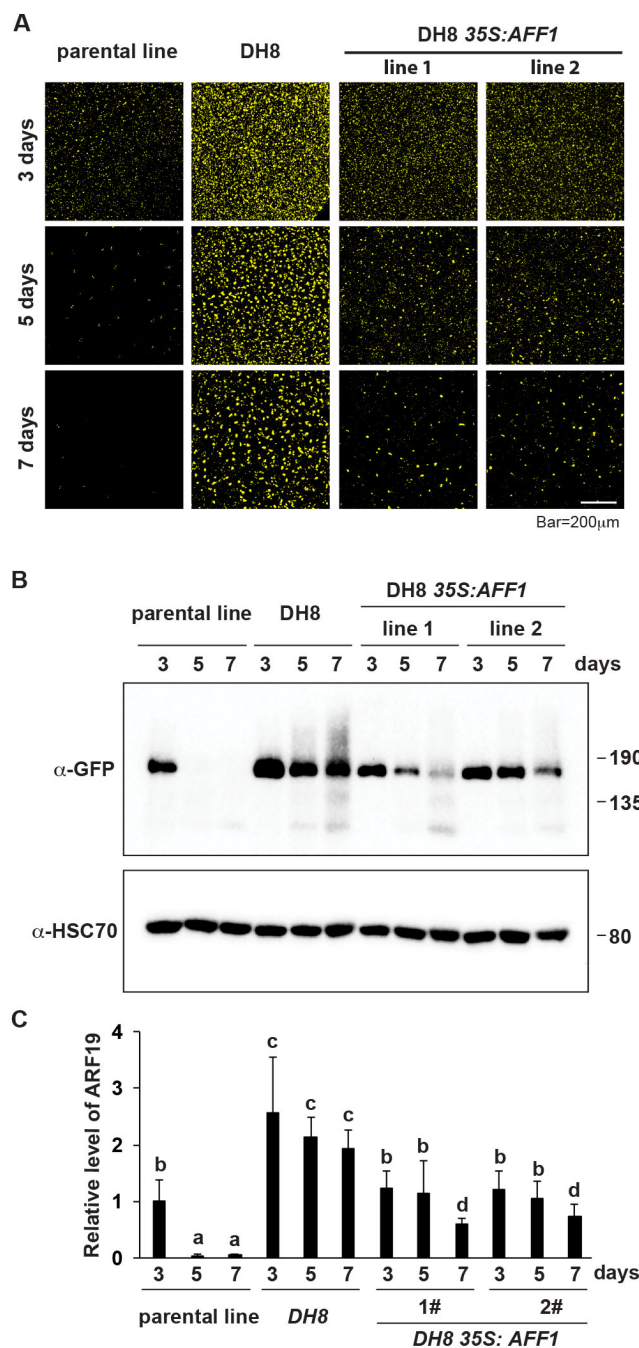 A
parental line DH8 DH8 35S:AFF1
line 1 line 2
3 days
5 days
7 days
Bar=200μm
B
DH8 35S:AFF1
parental line DH8 line 1 line 2
3 5 7 3 5 7 3 5 7 3 5 7 days
α-GFP
-190
-135
α-HSC70
-80
C
Relative level of ARF19
4
3
2
1
0
b a a c c c b b d b b d
3 5 7 3 5 7 3 5 7 3 5 7 days
parental line DH8 1# 2#
DH8 35S: AFF1